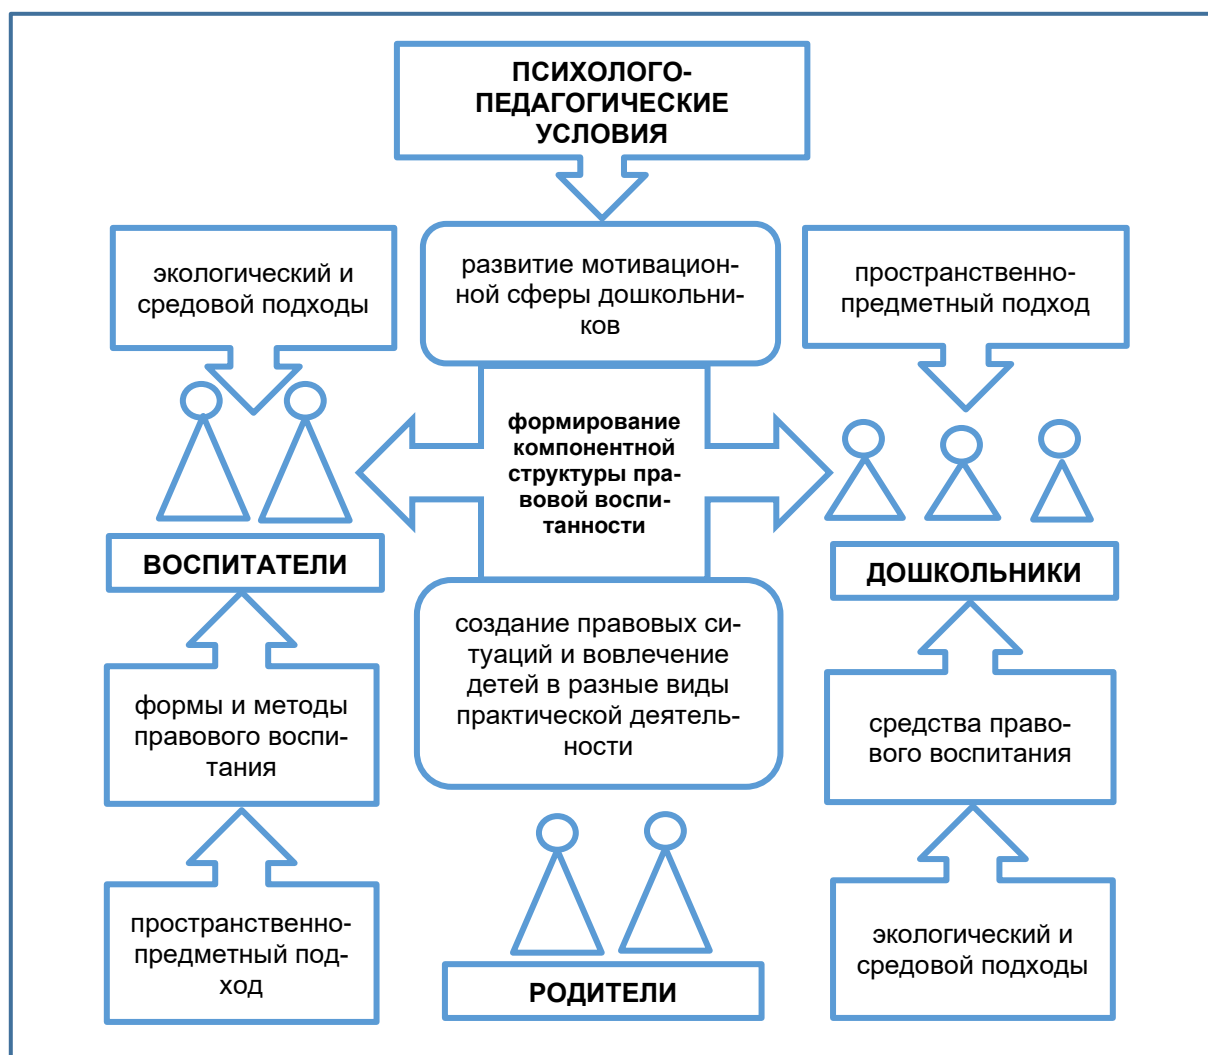 ПСИХОЛОГО-
ПЕДАГОГИЧЕСКИЕ
УСЛОВИЯ
экологический и
средовой подходы
развитие мотивацион-
ной сферы дошкольни-
ков
пространственно-
предметный подход
формирование
компонентной
структуры пра-
вовой воспи-
танности
ВОСПИТАТЕЛИ
ДОШКОЛЬНИКИ
формы и методы
правового воспи-
тания
создание правовых си-
туаций и вовлечение
детей в разные виды
практической деятель-
ности
средства право-
вого воспитания
пространственно-
предметный под-
ход
РОДИТЕЛИ
экологический и
средовой подходы